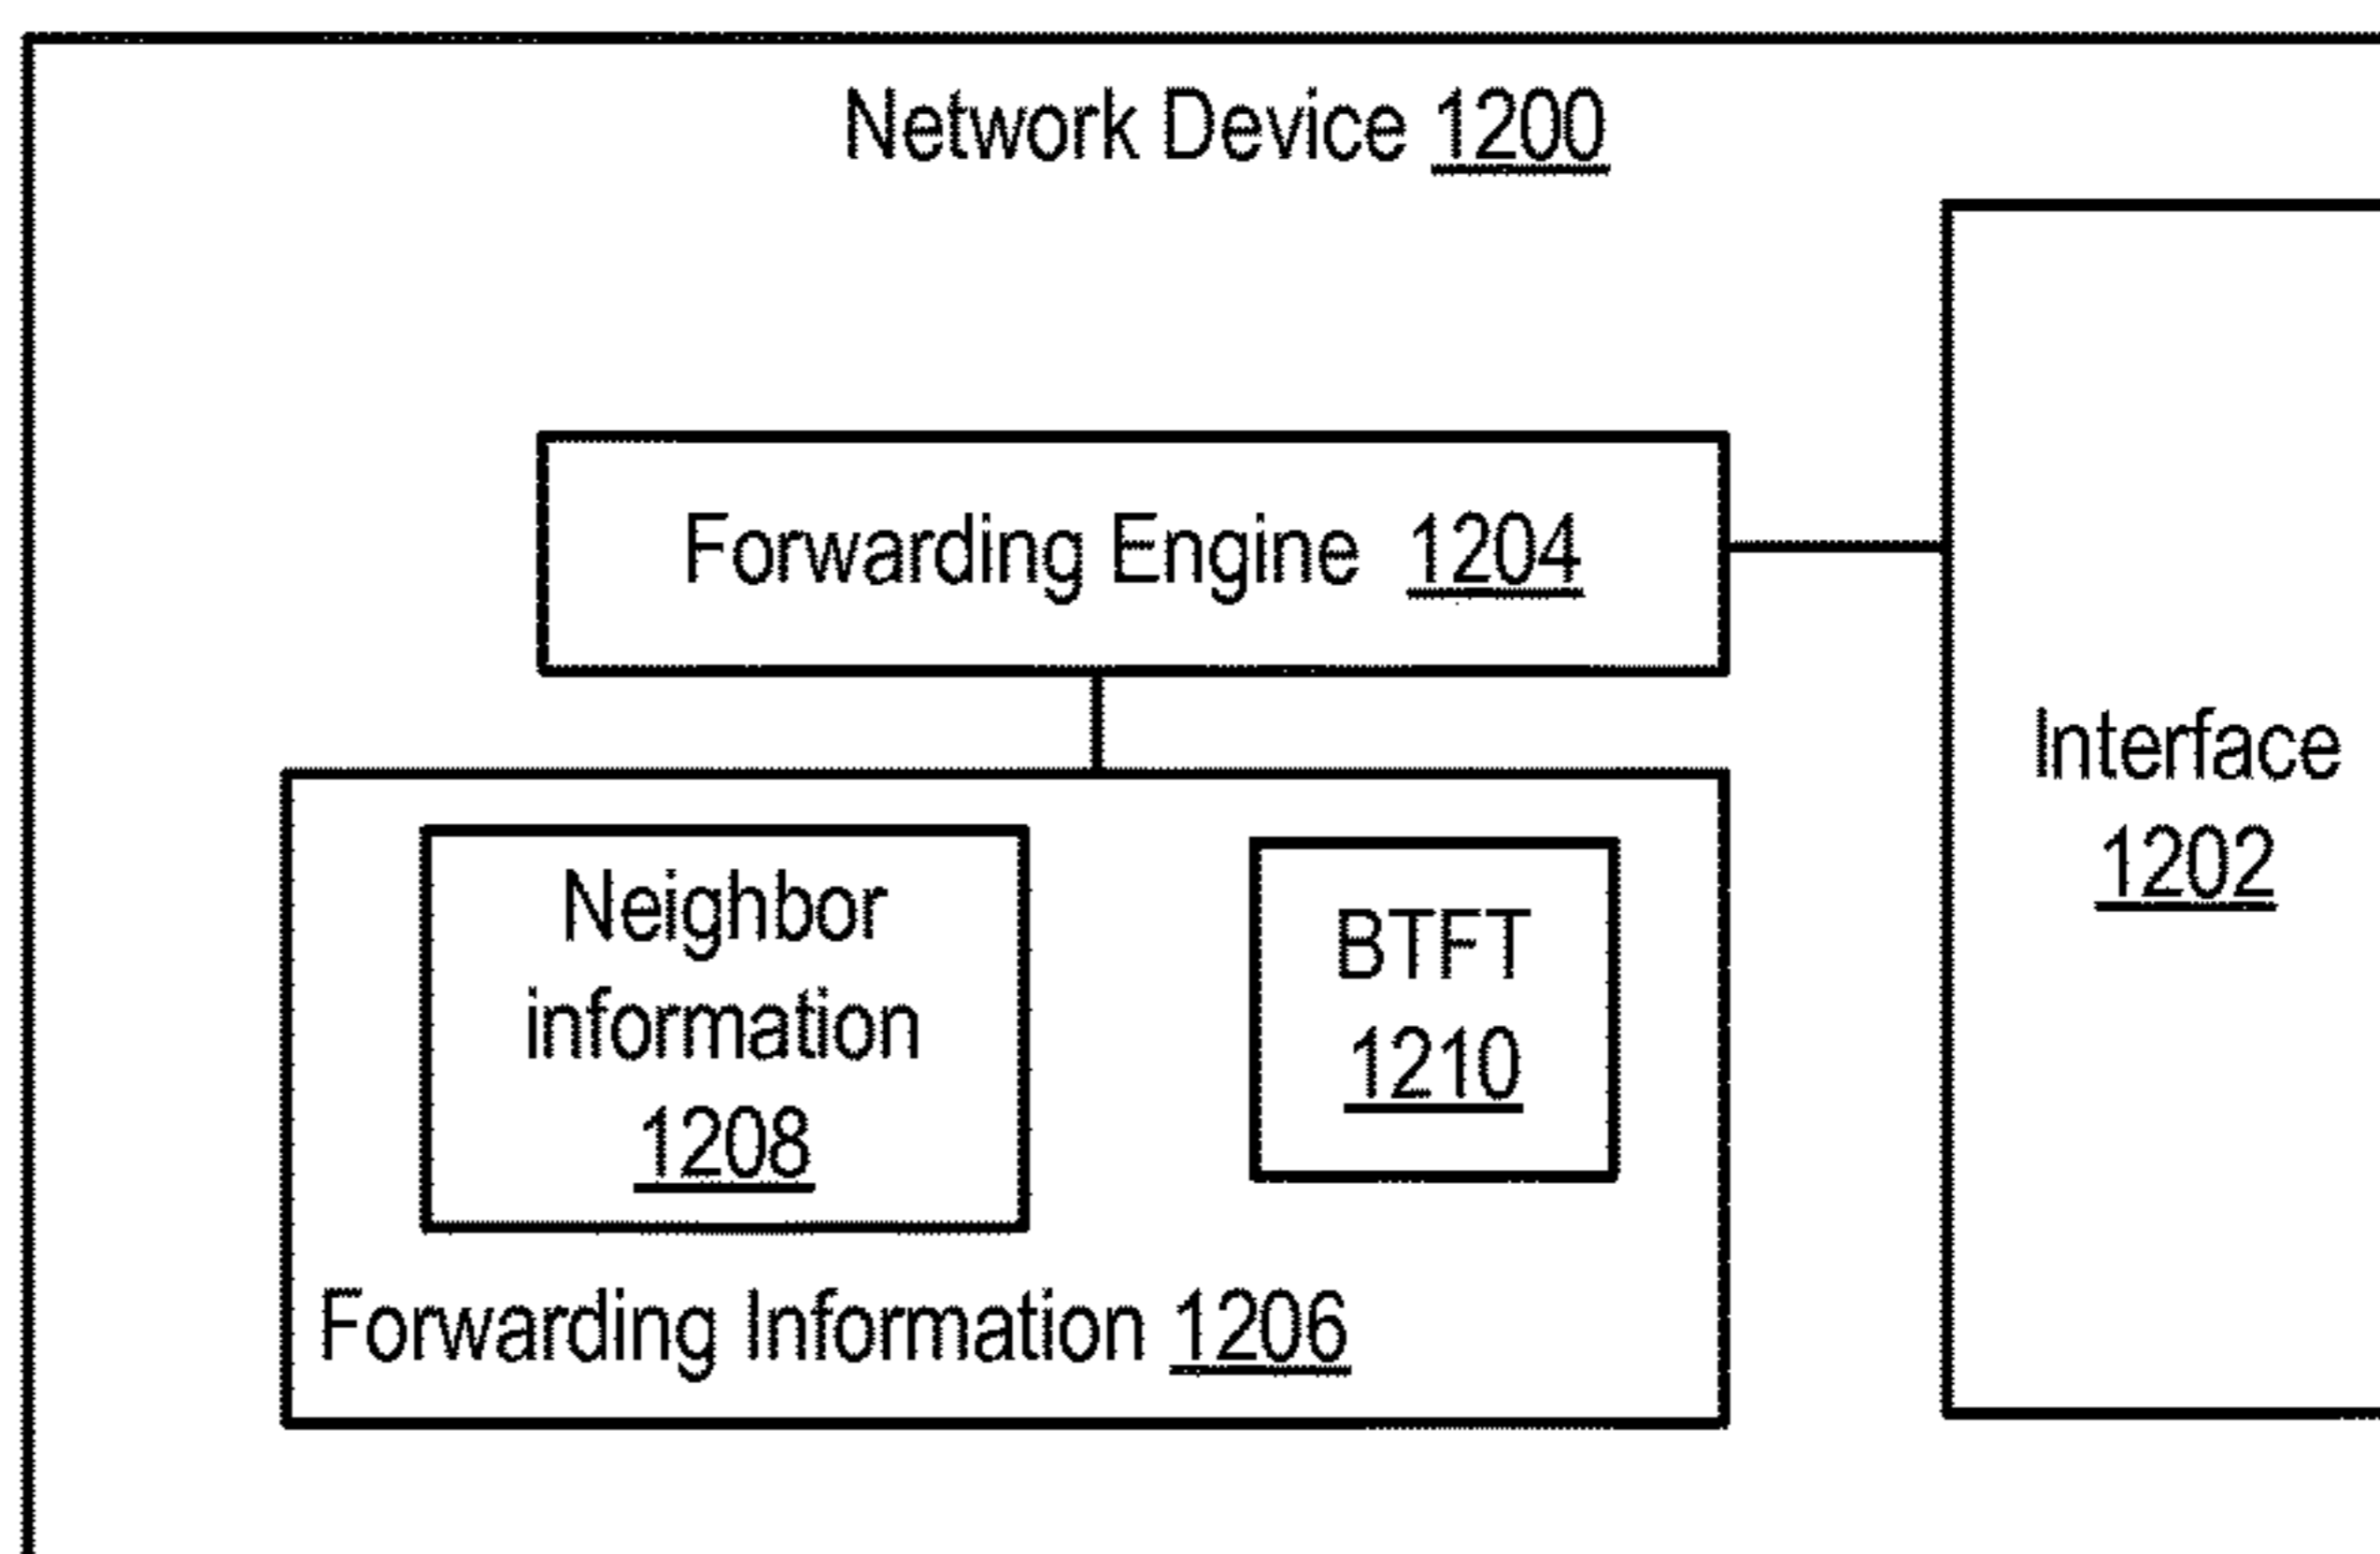 Network Device 1200
Forwarding Engine 1204
Interface
1202
Neighbor
information
1208
BTFT
1210
Forwarding Information 1206